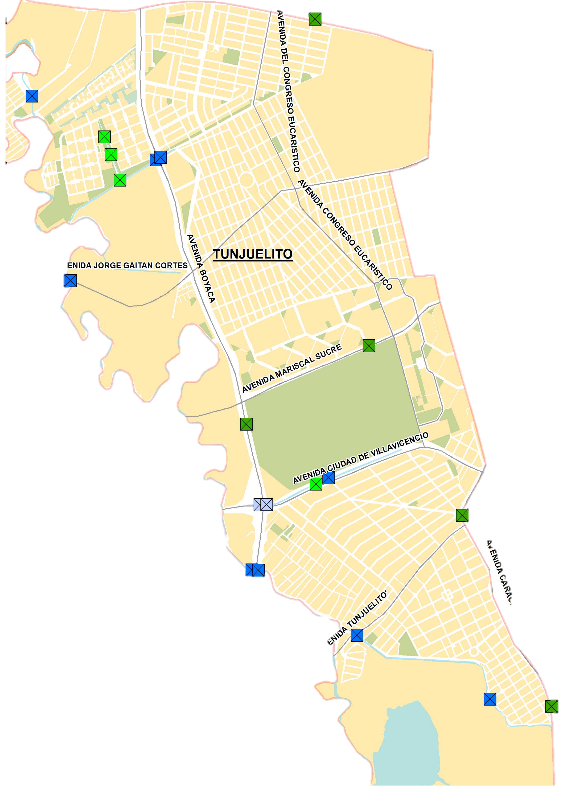 AVENIDA DEL CONGRESO EUCARISTICO
AVENIDA CONGRESO EUCARISTICO
TUNJUELITO
ENIDA JORGE GAITAN CORTES
AVENIDA BOYACA
AVENIDA MARISCAL SUCRE
AVENIDA CIUDAD DE VILLAVICENCIO
AVENIDA CARAC
ENIDA TUNJUELITO